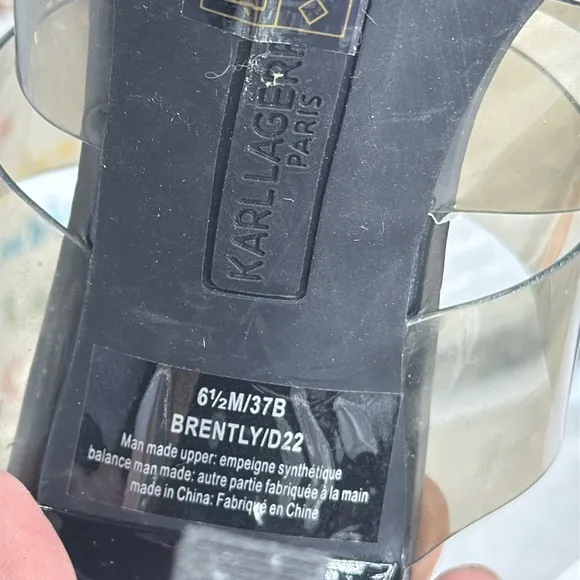 KARL LAGERF
PARIS
6½M/37B
BRENTLY/D22
Man made upper: empeigne synthétique
balance man made: autre partie fabriquée à la main
made in China: Fabriqué en Chine